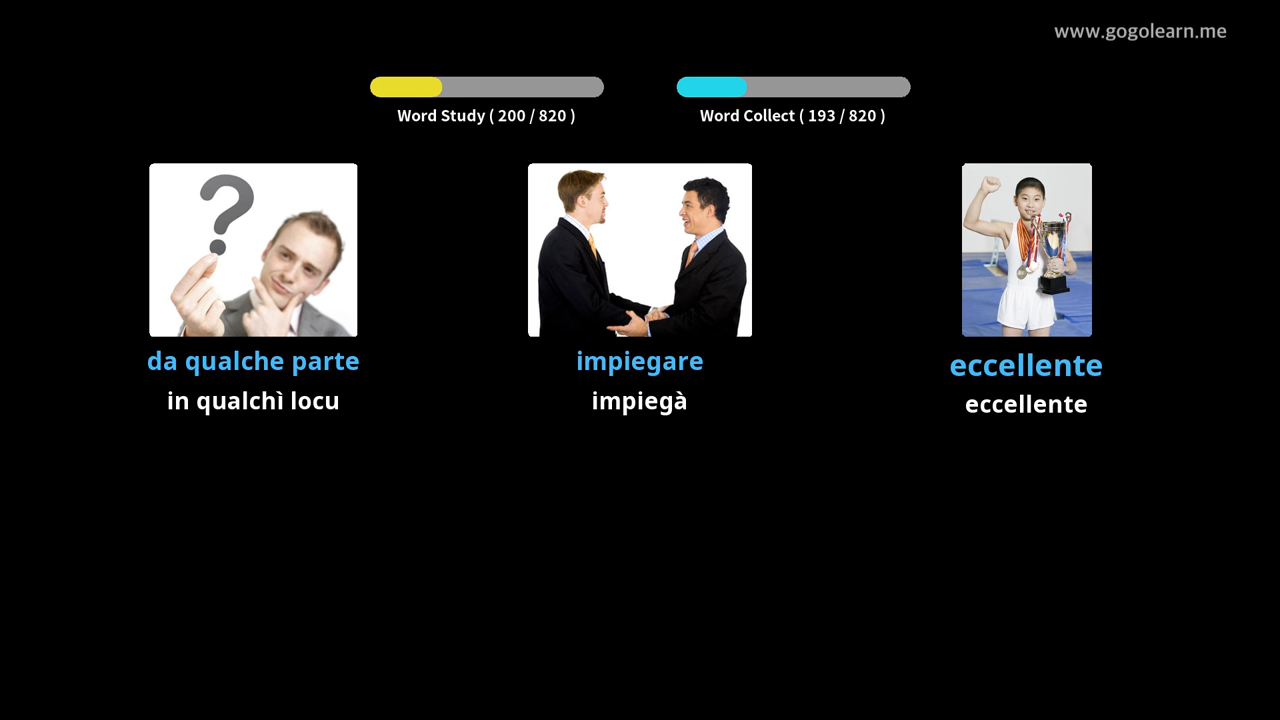 www.gogolearn.me
Word Study ( 200 / 820 )
Word Collect ( 193 / 820 )
?
da qualche parte
in qualchì locu
impiegare
impiegà
eccellente
eccellente